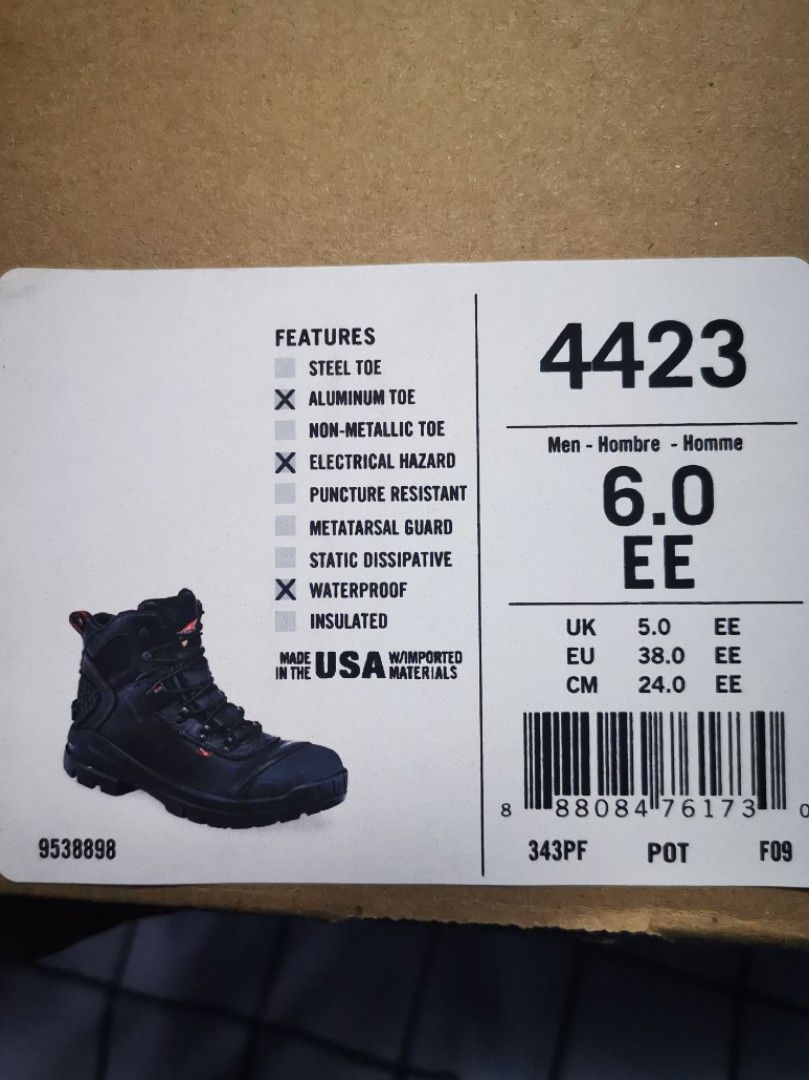 FEATURES
STEEL TOE
X ALUMINUM TOE
NON-METALLIC TOE
X ELECTRICAL HAZARD
PUNCTURE RESISTANT
METATARSAL GUARD
STATIC DISSIPATIVE
X WATERPROOF
INSULATED
MADE IN THE USA W/IMPORTED MATERIALS
9538898
4423
Men - Hombre - Homme
6.0
EE
UK 5.0 EE
EU 38.0 EE
CM 24.0 EE
8 88084 76173 0
343PF POT F09